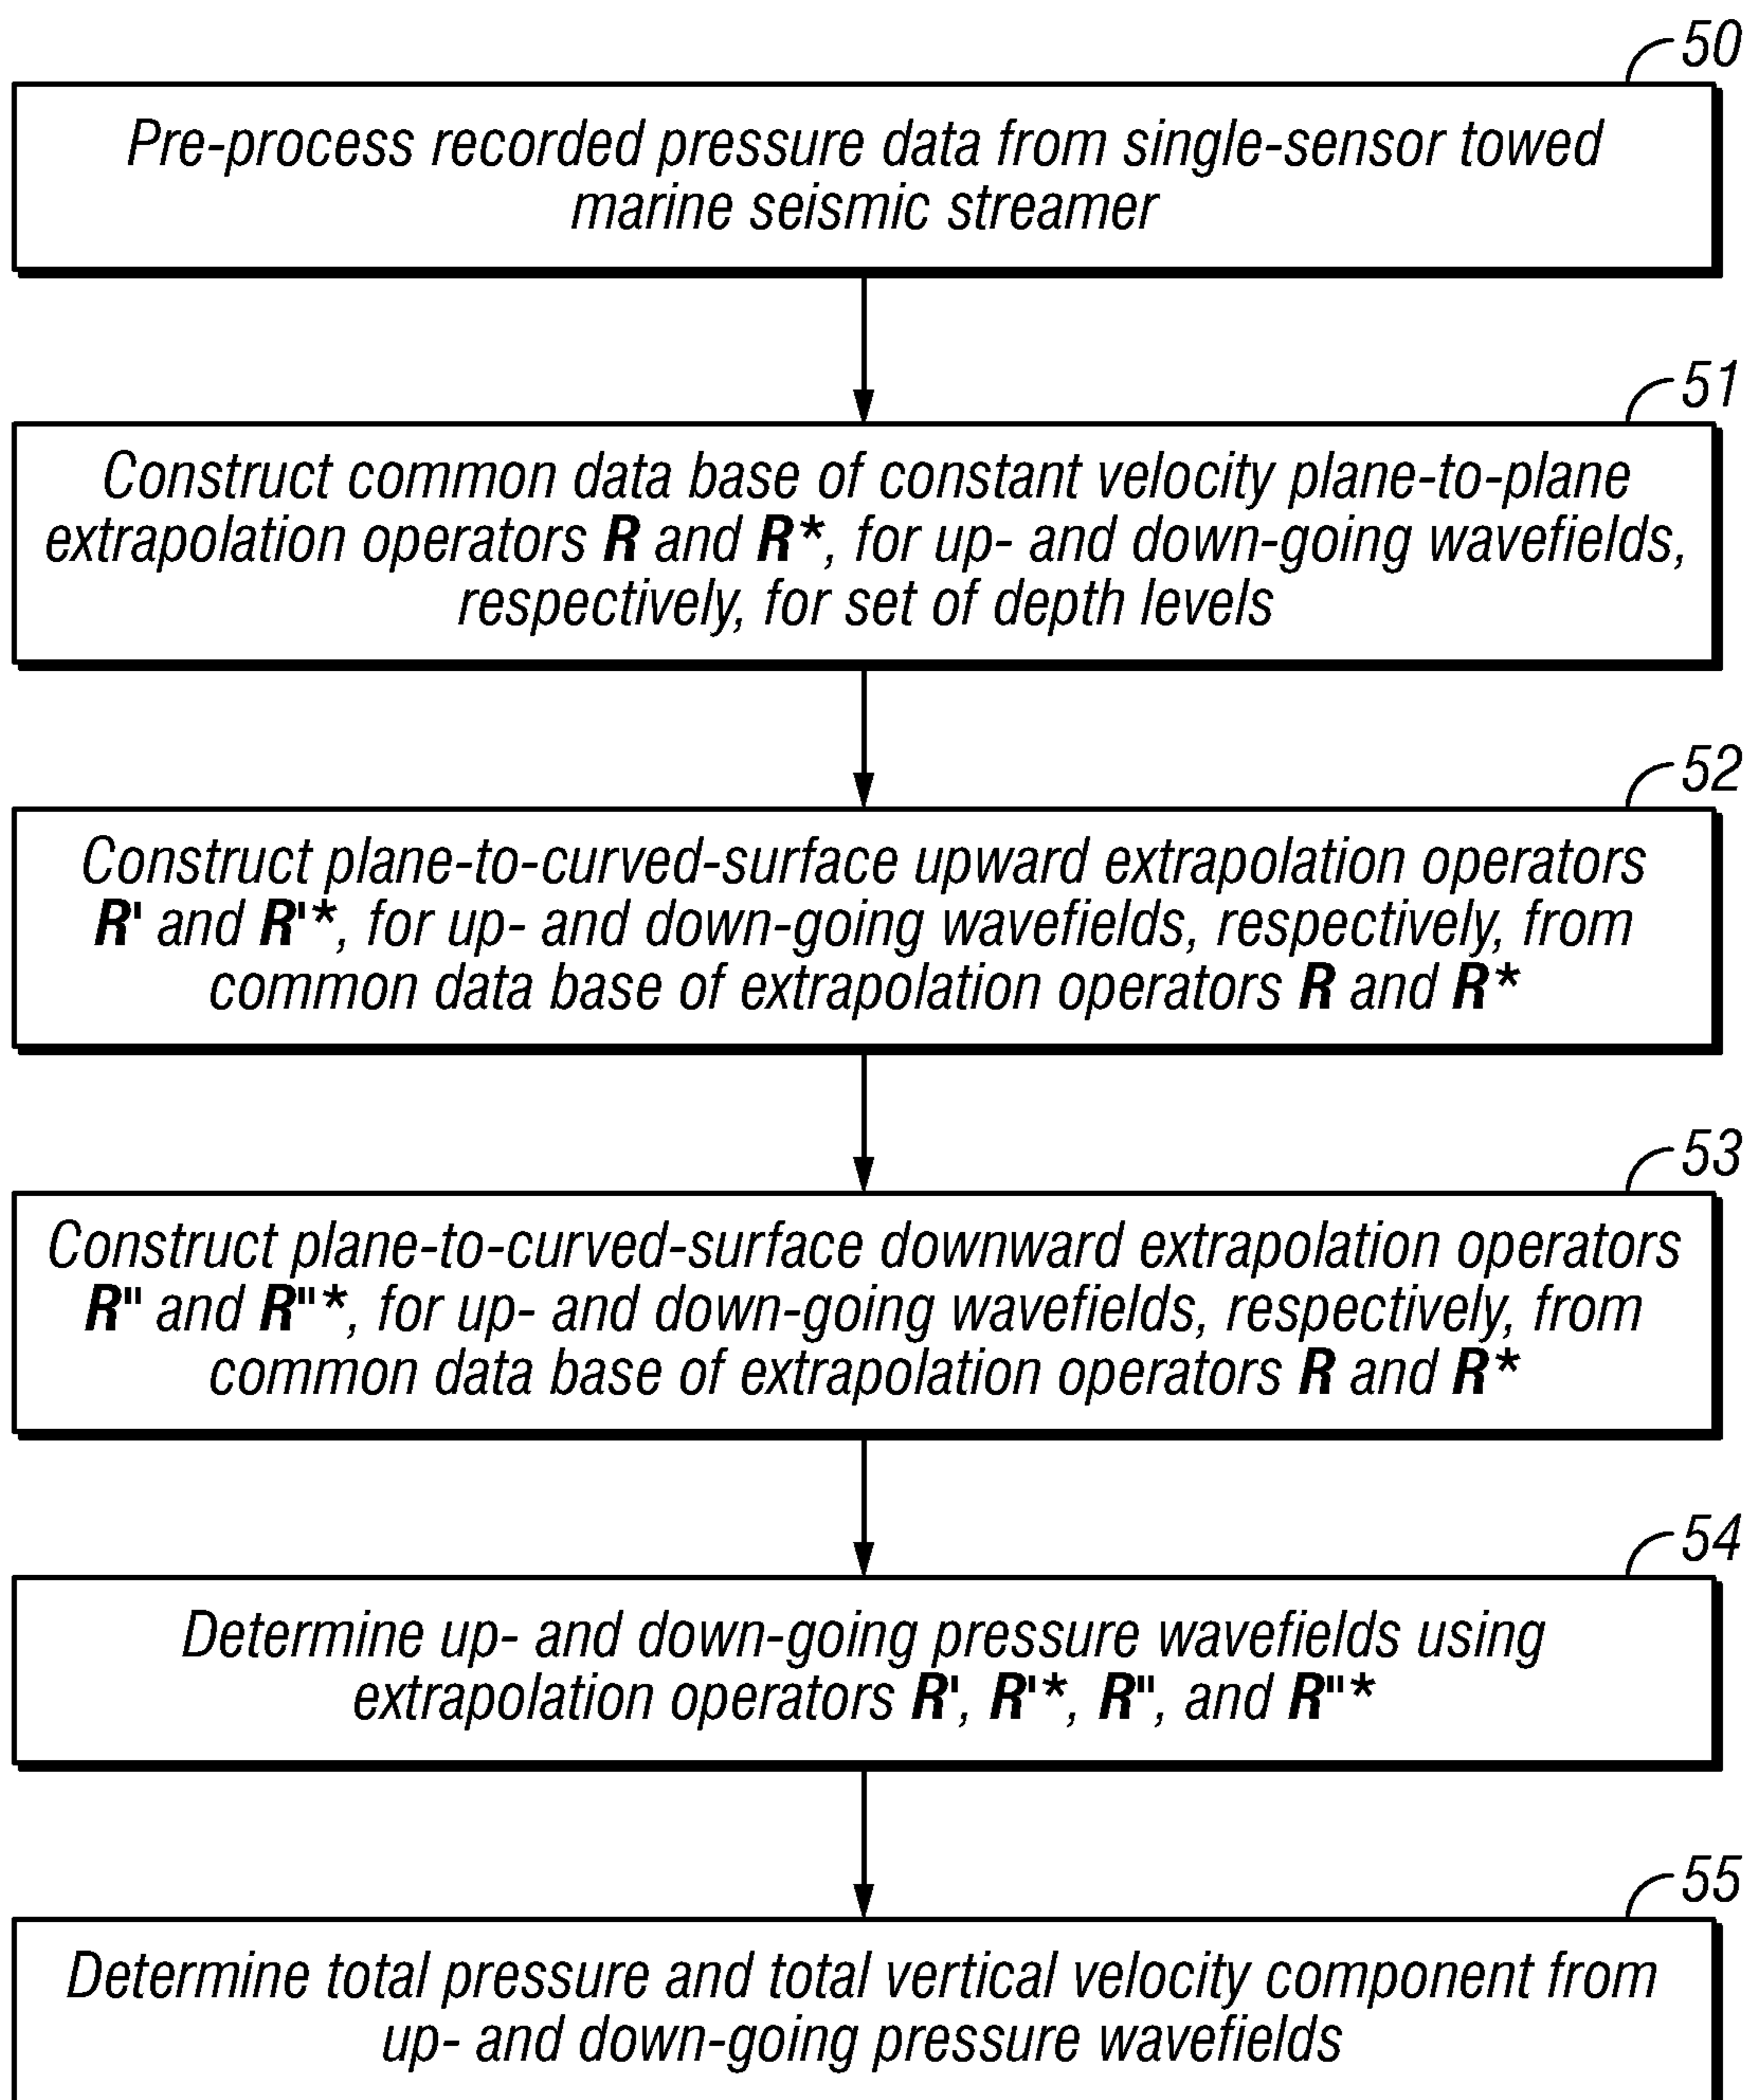 50
Pre-process recorded pressure data from single-sensor towed
marine seismic streamer
51
Construct common data base of constant velocity plane-to-plane
extrapolation operators R and R*, for up- and down-going wavefields,
respectively, for set of depth levels
52
Construct plane-to-curved-surface upward extrapolation operators
R' and R'*, for up- and down-going wavefields, respectively, from
common data base of extrapolation operators R and R*
53
Construct plane-to-curved-surface downward extrapolation operators
R" and R"*, for up- and down-going wavefields, respectively, from
common data base of extrapolation operators R and R*
54
Determine up- and down-going pressure wavefields using
extrapolation operators R', R'*, R", and R"*
55
Determine total pressure and total vertical velocity component from
up- and down-going pressure wavefields